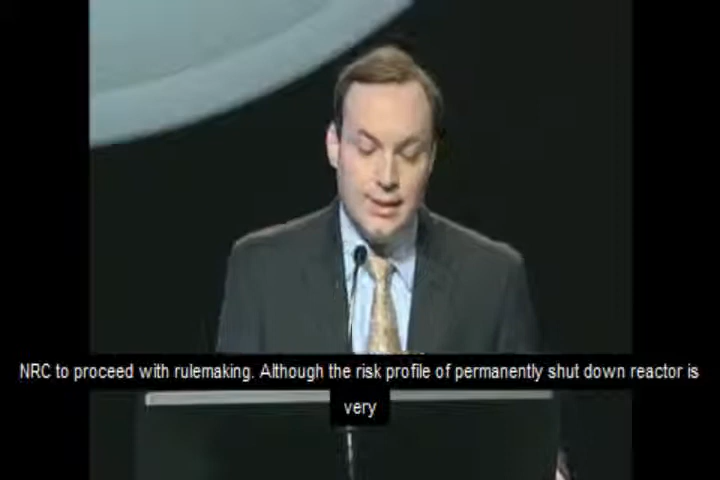 NRC to proceed with rulemaking. Although the risk profile of permanently shut down reactor is
very